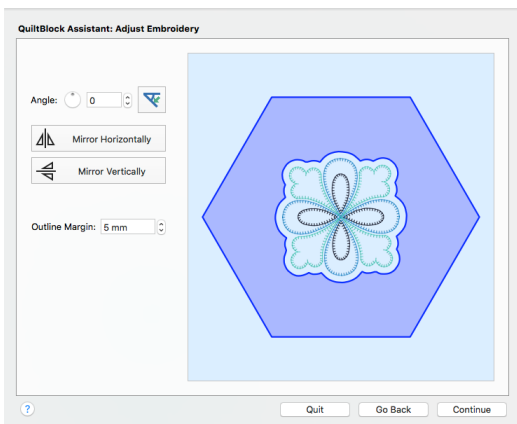 QuiltBlock Assistant: Adjust Embroidery
Angle: 0
Mirror Horizontally
Mirror Vertically
Outline Margin: 5 mm
? Quit Go Back Continue